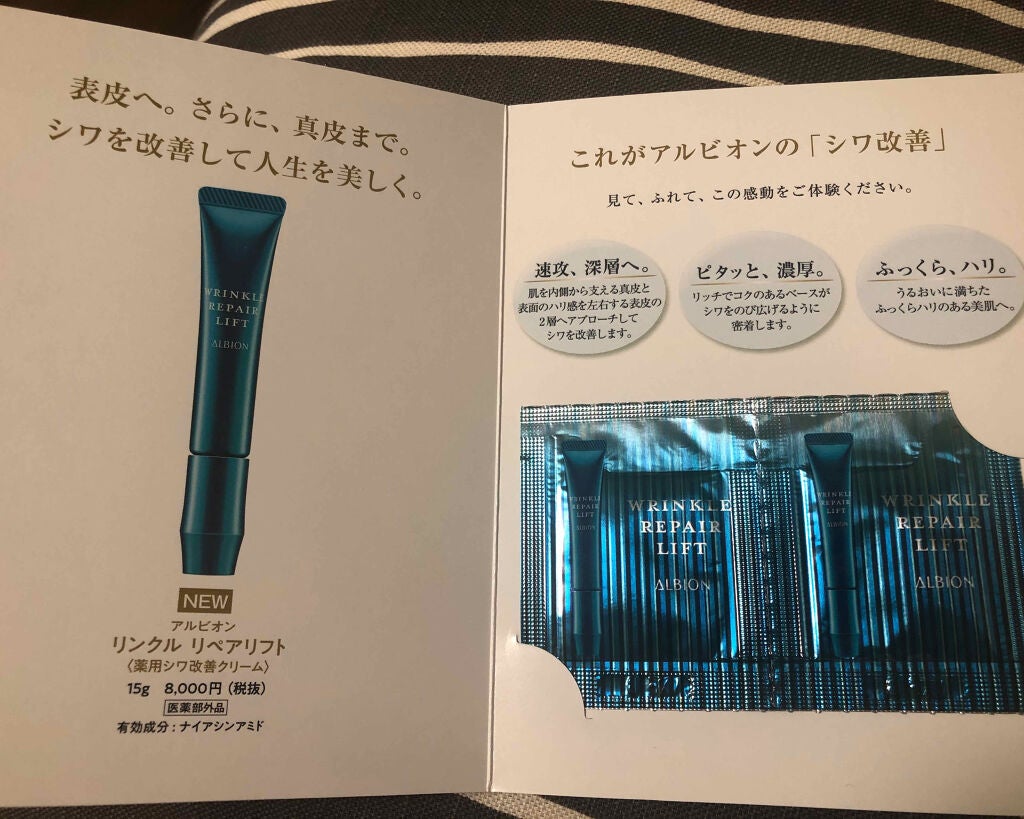 表皮へ。さらに、真皮まで。
シワを改善して人生を美しく。
WRINKLE
REPAIR
LIFT
ALBION
NEW
アルビオン
リンクル リペアリフト
〈薬用シワ改善クリーム〉
15g 8,000円（税抜）
医薬部外品
有効成分：ナイアシンアミド
これがアルビオンの「シワ改善」
見て、ふれて、この感動をご体験ください。
速攻、深層へ。
肌を内側から支える真皮と
表面のハリ感を左右する表皮の
2層へアプローチして
シワを改善します。
ピタッと、濃厚。
リッチでコクのあるベースが
シワをのび広げるように
密着します。
ふっくら、ハリ。
うるおいに満ちた
ふっくらハリのある美肌へ。
WRINKLE
REPAIR
LIFT
ALBION
WRINKLE
REPAIR
LIFT
ALBION
WRINKLE
REPAIR
LIFT
ALBION
WRINKLE
REPAIR
LIFT
ALBION